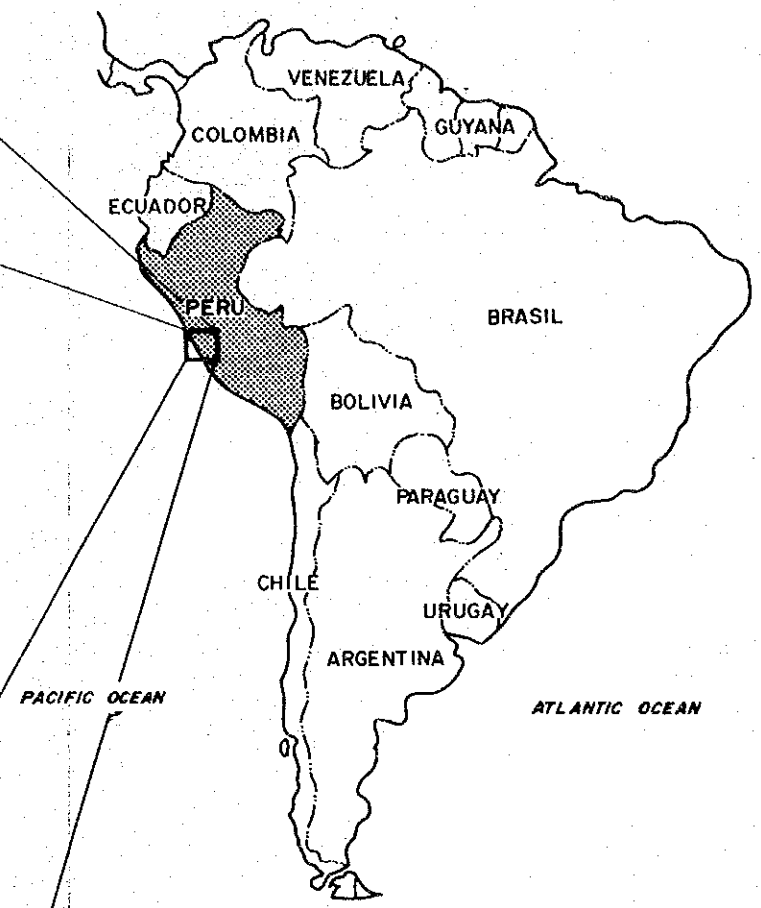 VENEZUELA
COLOMBIA
GUYANA
ECUADOR
PERU
BRASIL
BOLIVIA
PARAGUAY
CHILE
URUGAY
ARGENTINA
PACIFIC OCEAN
ATLANTIC OCEAN